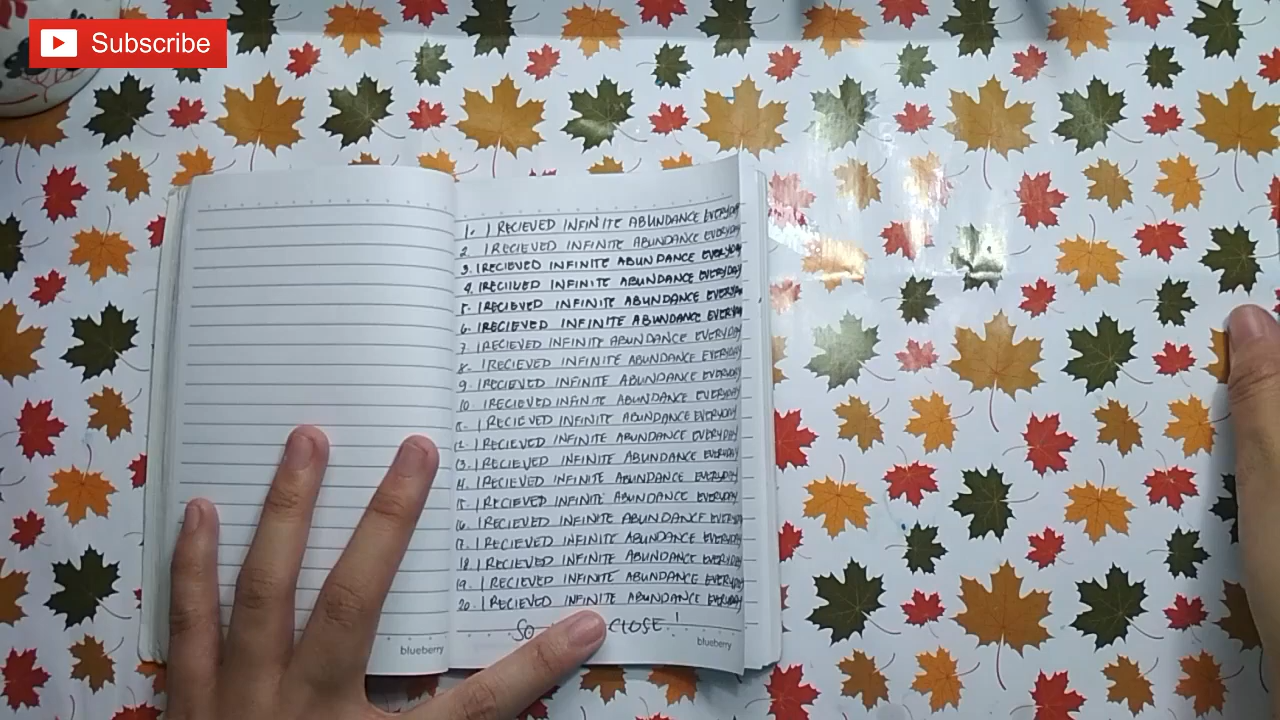 Subscribe
1. I RECIEVED INFINITE ABUNDANCE EVERYDAY
2 I RECIEVED INFINITE ABUNDANCE EVERYDAY
3. I RECIEVED INFINITE ABUNDANCE EVERYDAY
4. I RECIIVED INFINITE ABUNDANCE EVERYDAY
5. I RECIEVED INFINITE ABUNDANCE EVERYDAY
6. I RECIEVED INFINITE ABUNDANCE EVERYDAY
7. I RECIEVED INFINITE ABUNDANCE EVERYDAY
8. I RECIEVED INFINITE ABUNDANCE EVERYDAY
9. I RECIEVED INFINITE ABUNDANCE EVERYDAY
10. I RECIEVED INFINITE ABUNDANCE EVERYDAY
11. I RECIEVED INFINITE ABUNDANCE EVERYDAY
12. I RECIEVED INFINITE ABUNDANCE EVERYDAY
13. I RECIEVED INFINITE ABUNDANCE EVERYDAY
14. I RECIEVED INFINITE ABUNDANCE EVERYDAY
15. I RECIEVED INFINITE ABUNDANCE EVERYDAY
16. I RECIEVED INFINITE ABUNDANCE EVERYDAY
17. I RECIEVED INFINITE ABUNDANCE EVERYDAY
18. I RECIEVED INFINITE ABUNDANCE EVERYDAY
19. I RECIEVED INFINITE ABUNDANCE EVERYDAY
20. I RECIEVED INFINITE ABUNDANCE EVERYDAY
SO CLOSE!
blueberry
blueberry